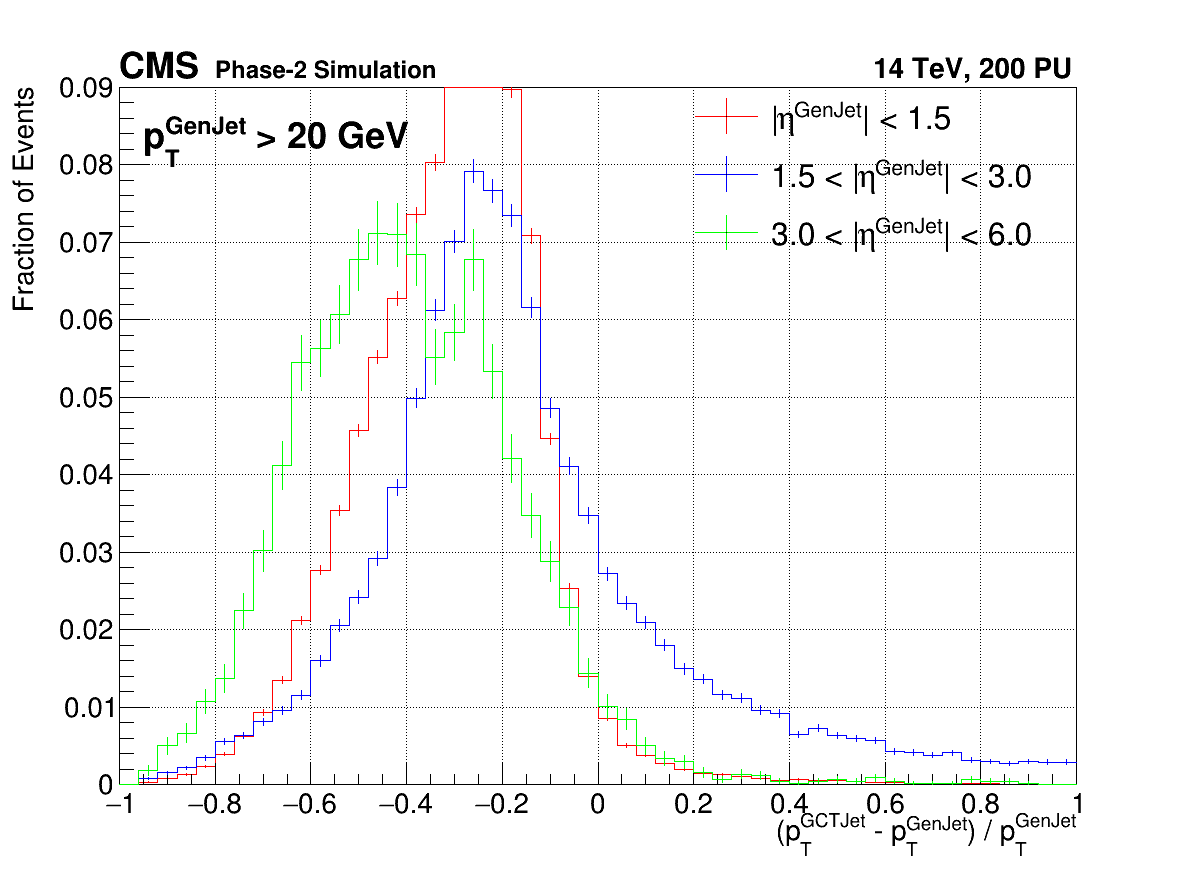 CMS Phase-2 Simulation 14 TeV, 200 PU
Fraction of Events
p_T^GenJet > 20 GeV
|η^GenJet| < 1.5
1.5 < |η^GenJet| < 3.0
3.0 < |η^GenJet| < 6.0
0.09
0.08
0.07
0.06
0.05
0.04
0.03
0.02
0.01
0
−1 −0.8 −0.6 −0.4 −0.2 0 0.2 0.4 0.6 0.8 1
(p_T^GCTJet - p_T^GenJet) / p_T^GenJet